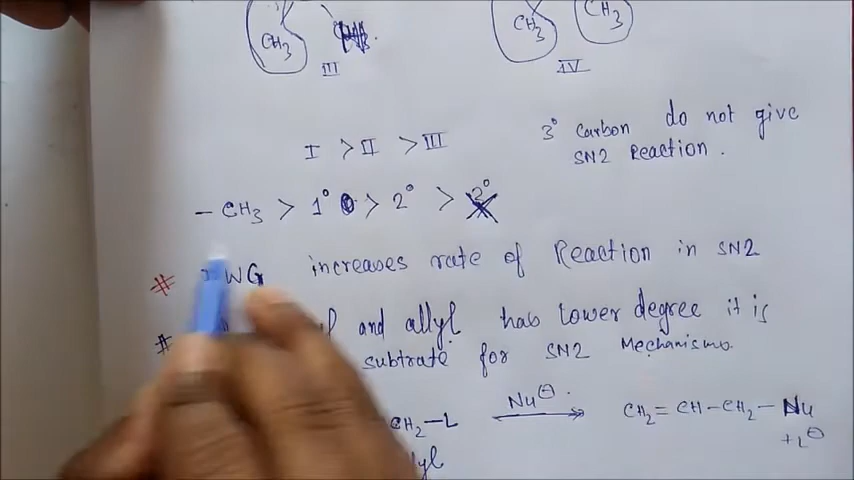 CH3
CH3
CH3
III
IV
3° Carbon do not give
SN2 Reaction.
I > II > III
- CH3 > 1° > 2° >
# WG increases rate of Reaction in SN2
# and allyl has lower degree it is
subtrate for SN2 Mechanismo.
CH2-L Nu⊖. CH2=CH-CH2-Nu
+L⊖